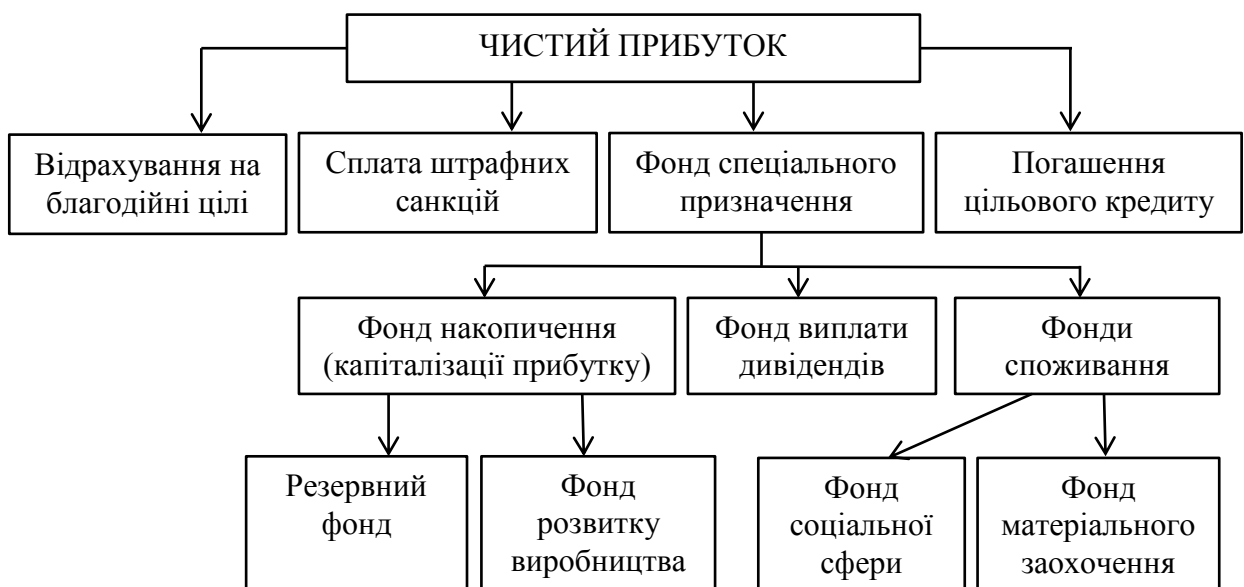 ЧИСТИЙ ПРИБУТОК
Відрахування на
благодійні цілі
Сплата штрафних
санкцій
Фонд спеціального
призначення
Погашення
цільового кредиту
Фонд накопичення
(капіталізації прибутку)
Фонд виплати
дивідендів
Фонди
споживання
Резервний
фонд
Фонд
розвитку
виробництва
Фонд
соціальної
сфери
Фонд
матеріального
заохочення